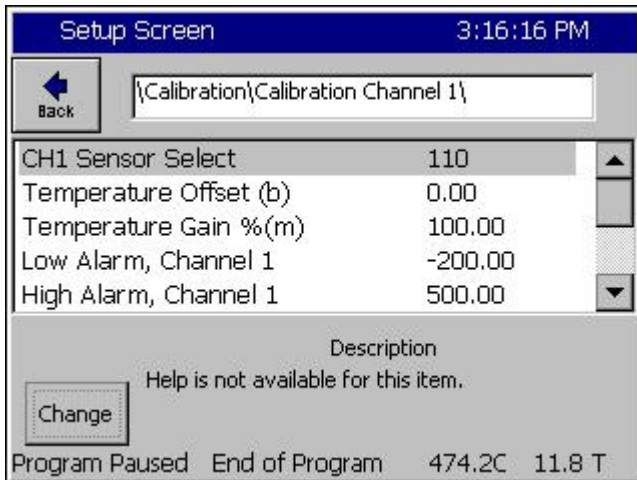 Setup Screen 3:16:16 PM
Back \Calibration\Calibration Channel 1\
CH1 Sensor Select 110
Temperature Offset (b) 0.00
Temperature Gain %(m) 100.00
Low Alarm, Channel 1 -200.00
High Alarm, Channel 1 500.00
Description
Help is not available for this item.
Change
Program Paused End of Program 474.2C 11.8 T